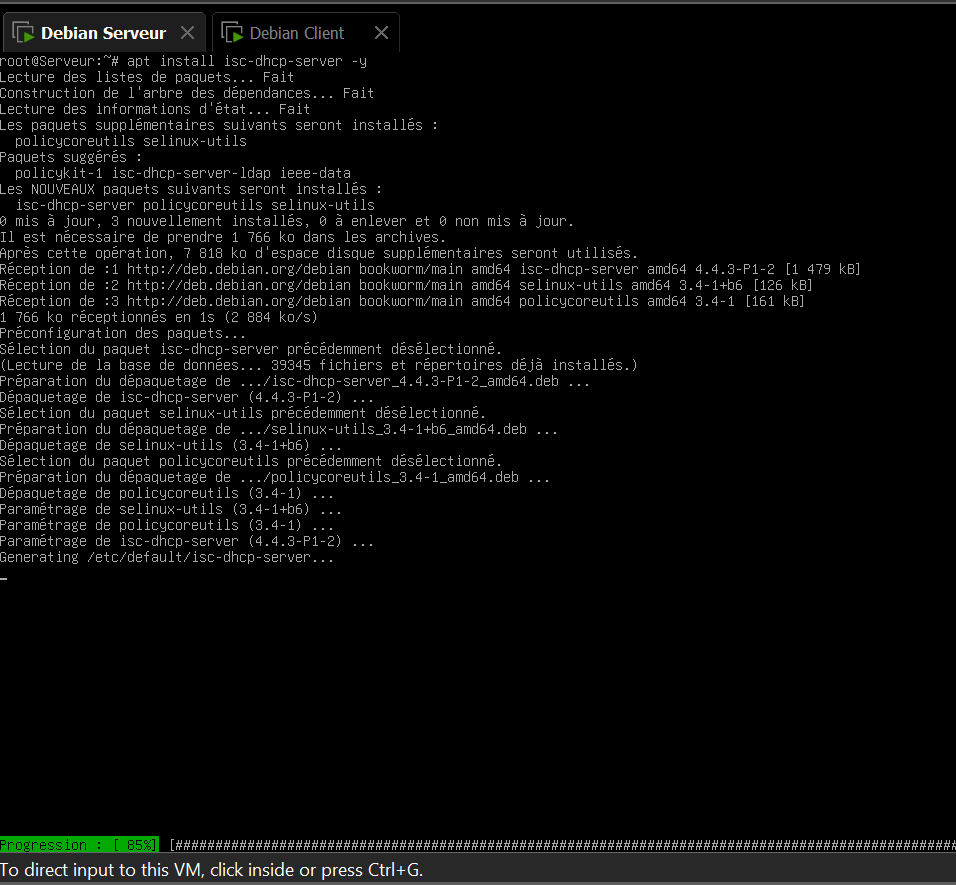 Debian Serveur
Debian Client
root@Serveur:~# apt install isc-dhcp-server -y
Lecture des listes de paquets... Fait
Construction de l'arbre des dépendances... Fait
Lecture des informations d'état... Fait
Les paquets supplémentaires suivants seront installés :
  policycoreutils selinux-utils
Paquets suggérés :
  policykit-1 isc-dhcp-server-ldap ieee-data
Les NOUVEAUX paquets suivants seront installés :
  isc-dhcp-server policycoreutils selinux-utils
0 mis à jour, 3 nouvellement installés, 0 à enlever et 0 non mis à jour.
Il est nécessaire de prendre 1 766 ko dans les archives.
Après cette opération, 7 818 ko d'espace disque supplémentaires seront utilisés.
Réception de :1 http://deb.debian.org/debian bookworm/main amd64 isc-dhcp-server amd64 4.4.3-P1-2 [1 479 kB]
Réception de :2 http://deb.debian.org/debian bookworm/main amd64 selinux-utils amd64 3.4-1+b6 [126 kB]
Réception de :3 http://deb.debian.org/debian bookworm/main amd64 policycoreutils amd64 3.4-1 [161 kB]
1 766 ko réceptionnés en 1s (2 884 ko/s)
Préconfiguration des paquets...
Sélection du paquet isc-dhcp-server précédemment désélectionné.
(Lecture de la base de données... 39345 fichiers et répertoires déjà installés.)
Préparation du dépaquetage de .../isc-dhcp-server_4.4.3-P1-2_amd64.deb ...
Dépaquetage de isc-dhcp-server (4.4.3-P1-2) ...
Sélection du paquet selinux-utils précédemment désélectionné.
Préparation du dépaquetage de .../selinux-utils_3.4-1+b6_amd64.deb ...
Dépaquetage de selinux-utils (3.4-1+b6) ...
Sélection du paquet policycoreutils précédemment désélectionné.
Préparation du dépaquetage de .../policycoreutils_3.4-1_amd64.deb ...
Dépaquetage de policycoreutils (3.4-1) ...
Paramétrage de selinux-utils (3.4-1+b6) ...
Paramétrage de policycoreutils (3.4-1) ...
Paramétrage de isc-dhcp-server (4.4.3-P1-2) ...
Generating /etc/default/isc-dhcp-server...
Progression : [ 85%] [##################################################################################################
To direct input to this VM, click inside or press Ctrl+G.